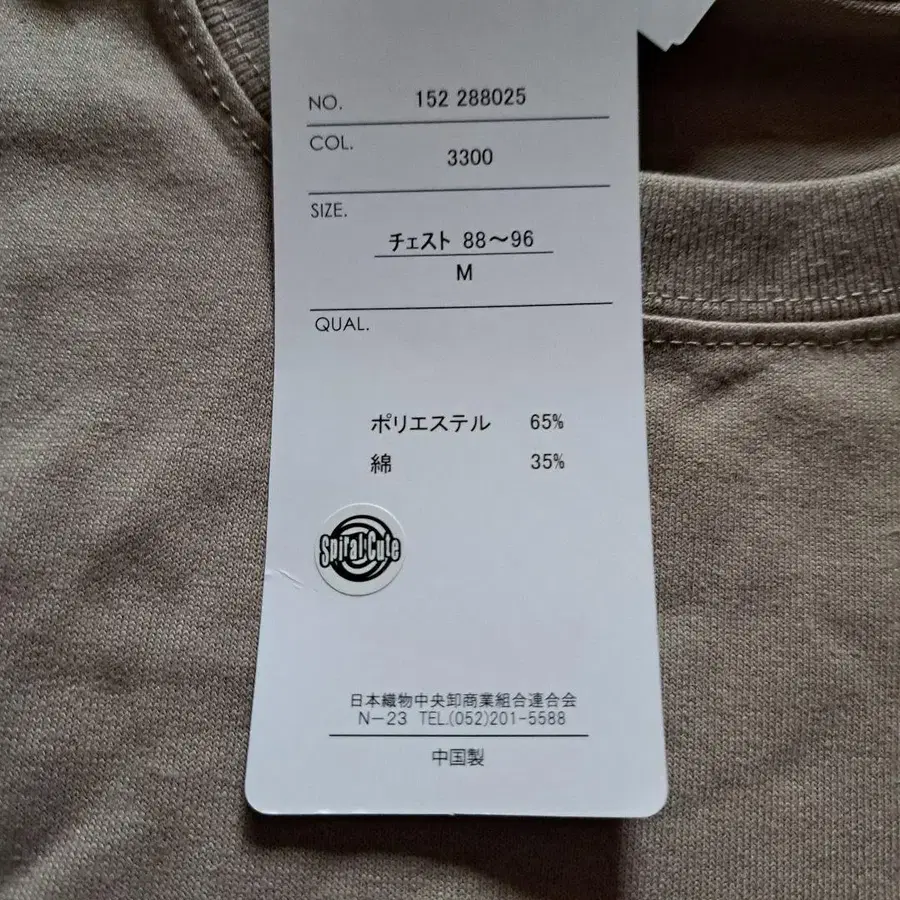 NO. 152 288025
COL.
3300
SIZE.
チェスト 88～96
M
QUAL.
ポリエステル 65%
綿 35%
Spiral Cute
日本織物中央卸商業組合連合会
N-23 TEL.(052)201-5588
中国製